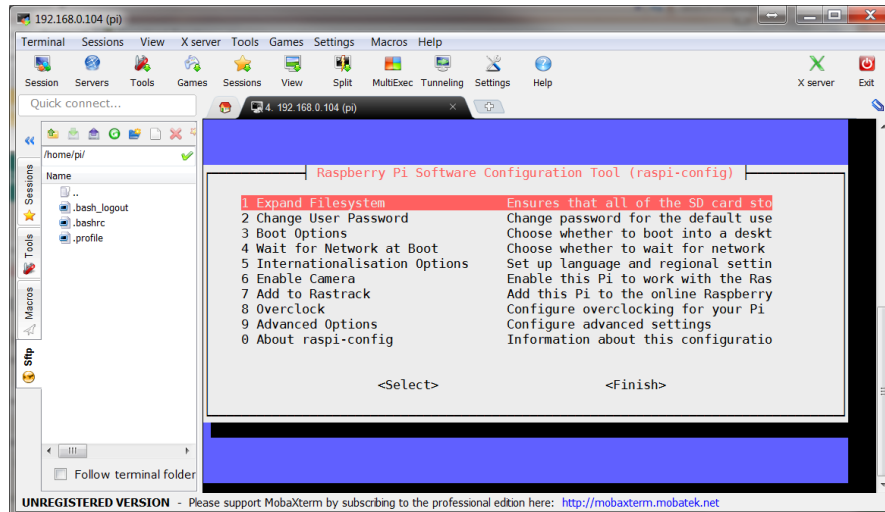 192.168.0.104 (pi)
Terminal Sessions View X server Tools Games Settings Macros Help
Session Servers Tools Games Sessions View Split MultiExec Tunneling Settings Help X server Exit
Quick connect...
4. 192.168.0.104 (pi)
/home/pi/
Name
..
.bash_logout
.bashrc
.profile
Sessions
Tools
Macros
Sftp
Raspberry Pi Software Configuration Tool (raspi-config)
1 Expand Filesystem Ensures that all of the SD card sto
2 Change User Password Change password for the default use
3 Boot Options Choose whether to boot into a deskt
4 Wait for Network at Boot Choose whether to wait for network
5 Internationalisation Options Set up language and regional settin
6 Enable Camera Enable this Pi to work with the Ras
7 Add to Rastrack Add this Pi to the online Raspberry
8 Overclock Configure overclocking for your Pi
9 Advanced Options Configure advanced settings
0 About raspi-config Information about this configuratio
<Select> <Finish>
Follow terminal folder
UNREGISTERED VERSION - Please support MobaXterm by subscribing to the professional edition here: http://mobaxterm.mobatek.net